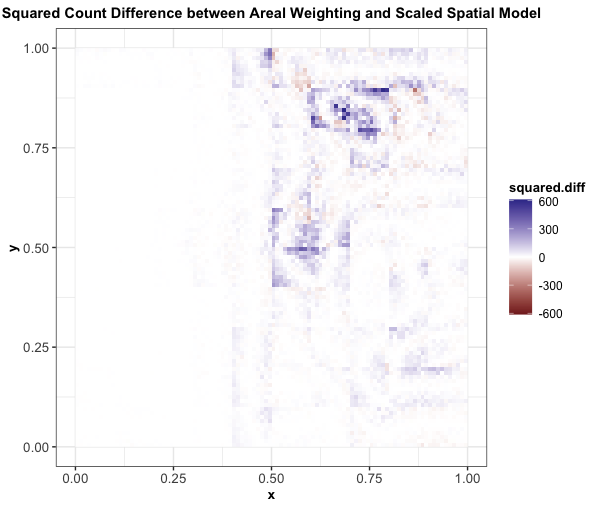 Squared Count Difference between Areal Weighting and Scaled Spatial Model
1.00
0.75
0.50
0.25
0.00
y
0.00 0.25 0.50 0.75 1.00
x
squared.diff
600
300
0
-300
-600